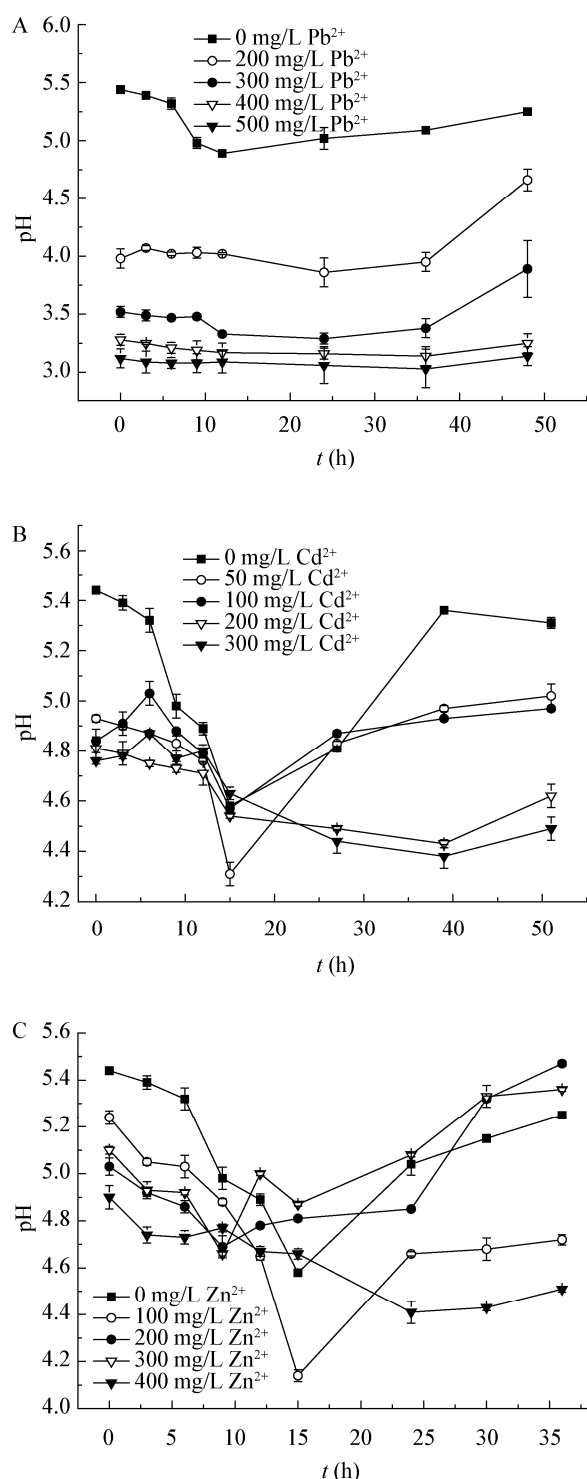 A
6.0
5.5
5.0
4.5
4.0
3.5
3.0
pH
0 mg/L Pb²⁺
200 mg/L Pb²⁺
300 mg/L Pb²⁺
400 mg/L Pb²⁺
500 mg/L Pb²⁺
0 10 20 30 40 50
t (h)
B
5.6
5.4
5.2
5.0
4.8
4.6
4.4
4.2
pH
0 mg/L Cd²⁺
50 mg/L Cd²⁺
100 mg/L Cd²⁺
200 mg/L Cd²⁺
300 mg/L Cd²⁺
0 10 20 30 40 50
t (h)
C
5.6
5.4
5.2
5.0
4.8
4.6
4.4
4.2
4.0
pH
0 mg/L Zn²⁺
100 mg/L Zn²⁺
200 mg/L Zn²⁺
300 mg/L Zn²⁺
400 mg/L Zn²⁺
0 5 10 15 20 25 30 35
t (h)